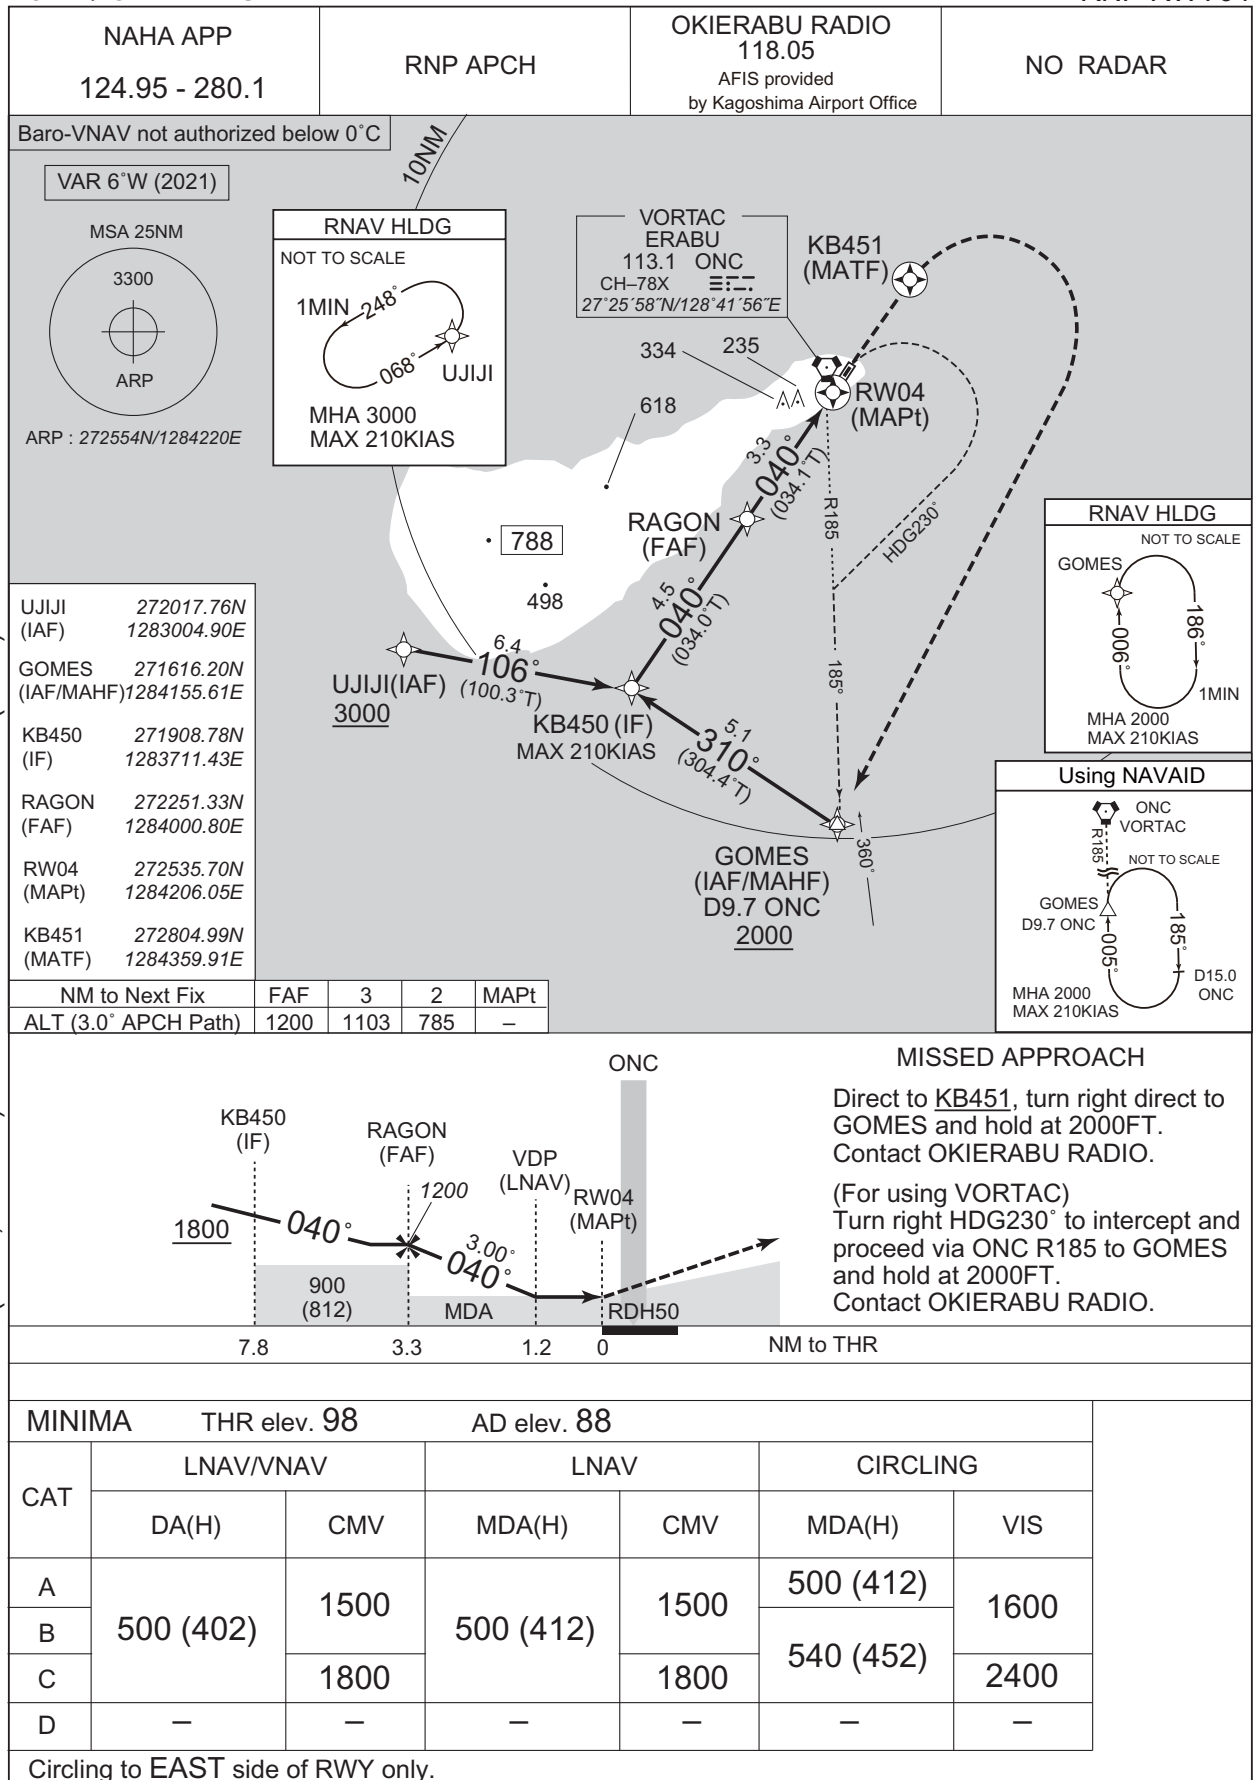 NAHA APP
124.95 - 280.1
RNP APCH
OKIERABU RADIO
118.05
AFIS provided
by Kagoshima Airport Office
NO RADAR
Baro-VNAV not authorized below 0˚C
10NM
VAR 6˚W (2021)
MSA 25NM
3300
ARP
ARP : 272554N/1284220E
RNAV HLDG
NOT TO SCALE
1MIN
248˚
068˚
UJIJI
MHA 3000
MAX 210KIAS
VORTAC
ERABU
113.1 ONC
CH–78X
27˚25´58˝N/128˚41´56˝E
KB451
(MATF)
334
235
618
RW04
(MAPt)
3.3
040˚
(034.1˚T)
RAGON
(FAF)
R185
HDG230˚
788
498
4.5
040˚
(034.0˚T)
6.4
106˚
(100.3˚T)
UJIJI(IAF)
3000
KB450 (IF)
MAX 210KIAS
5.1
310˚
(304.4˚T)
185˚
360˚
GOMES
(IAF/MAHF)
D9.7 ONC
2000
RNAV HLDG
NOT TO SCALE
GOMES
186˚
006˚
1MIN
MHA 2000
MAX 210KIAS
Using NAVAID
ONC
VORTAC
R185
NOT TO SCALE
GOMES
D9.7 ONC
185˚
005˚
D15.0
ONC
MHA 2000
MAX 210KIAS
UJIJI 272017.76N
(IAF) 1283004.90E
GOMES 271616.20N
(IAF/MAHF) 1284155.61E
KB450 271908.78N
(IF) 1283711.43E
RAGON 272251.33N
(FAF) 1284000.80E
RW04 272535.70N
(MAPt) 1284206.05E
KB451 272804.99N
(MATF) 1284359.91E
NM to Next Fix FAF 3 2 MAPt
ALT (3.0˚ APCH Path) 1200 1103 785 –
ONC
KB450
(IF)
RAGON
(FAF)
VDP
(LNAV)
RW04
(MAPt)
1200
1800
040˚
3.00˚
040˚
900
(812)
MDA
RDH50
7.8 3.3 1.2 0 NM to THR
MISSED APPROACH
Direct to KB451, turn right direct to
GOMES and hold at 2000FT.
Contact OKIERABU RADIO.
(For using VORTAC)
Turn right HDG230˚ to intercept and
proceed via ONC R185 to GOMES
and hold at 2000FT.
Contact OKIERABU RADIO.
MINIMA THR elev. 98 AD elev. 88
CAT LNAV/VNAV LNAV CIRCLING
DA(H) CMV MDA(H) CMV MDA(H) VIS
A 500 (402) 1500 500 (412) 1500 500 (412) 1600
B 540 (452)
C 1800 1800 2400
D – – – – – –
Circling to EAST side of RWY only.